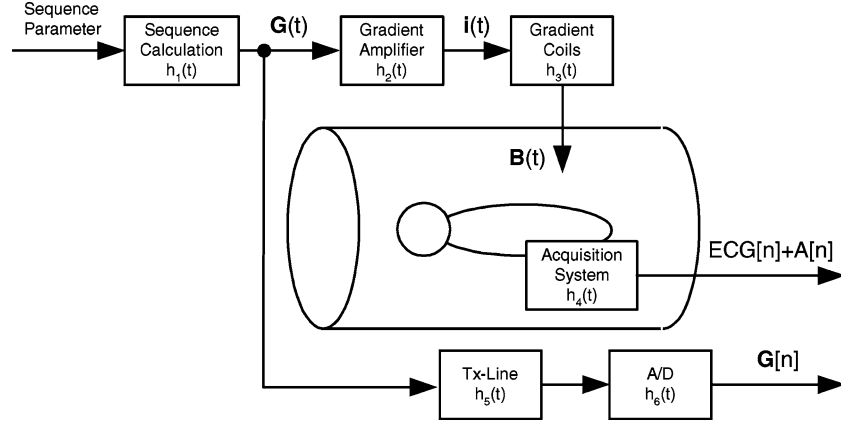 Sequence
Parameter
Sequence
Calculation
h1(t)
G(t)
Gradient
Amplifier
h2(t)
i(t)
Gradient
Coils
h3(t)
B(t)
Acquisition
System
h4(t)
ECG[n]+A[n]
Tx-Line
h5(t)
A/D
h6(t)
G[n]